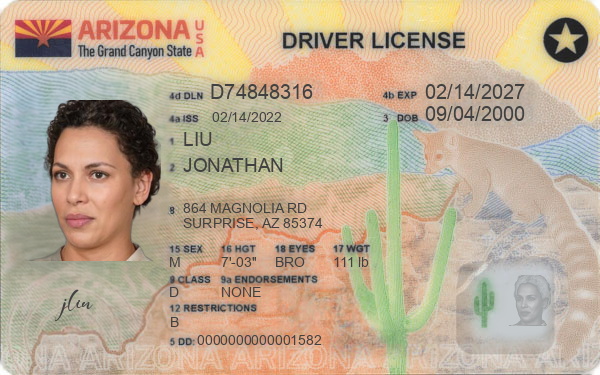 ARIZONA USA
The Grand Canyon State
DRIVER LICENSE
4d DLN D74848316 4b EXP 02/14/2027
4a ISS 02/14/2022 3 DOB 09/04/2000
1 LIU
2 JONATHAN
8 864 MAGNOLIA RD
SURPRISE, AZ 85374
15 SEX 16 HGT 18 EYES 17 WGT
M 7'-03" BRO 111 lb
9 CLASS 9a ENDORSEMENTS
D NONE
12 RESTRICTIONS
B
jliu
5 DD: 0000000000001582
ONA ARIZONA ARIZONA ARIZONA ARIZONA ARIZ